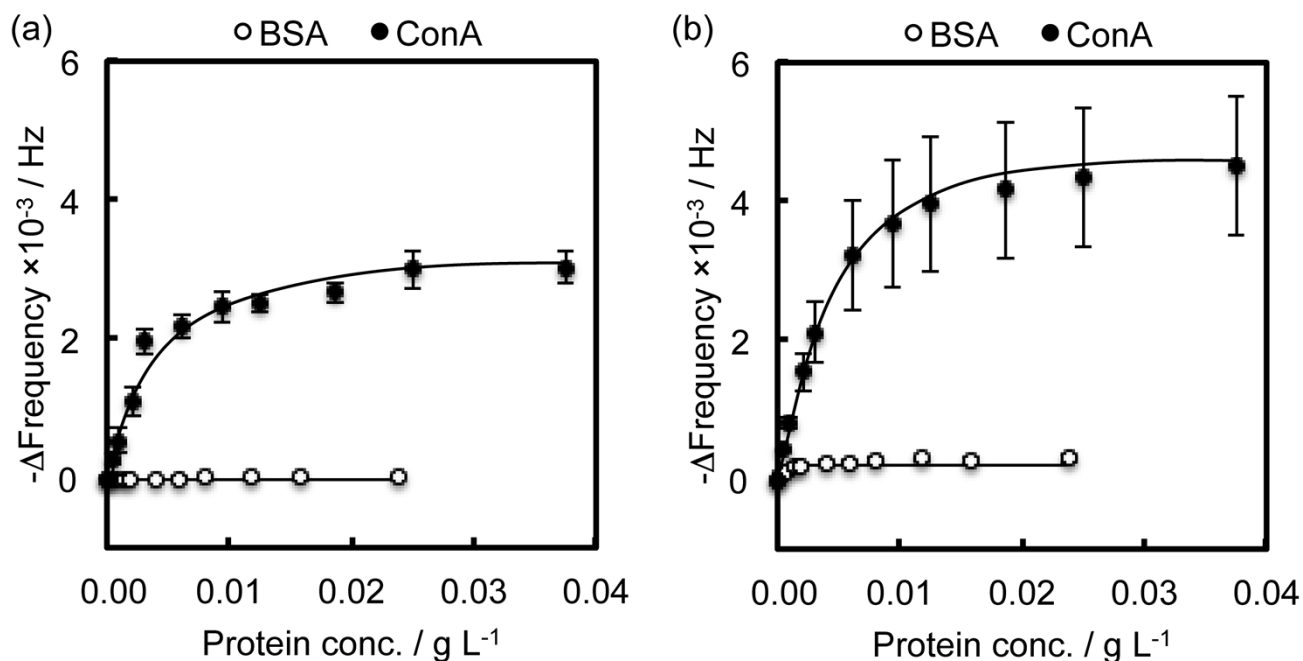 (a)
○ BSA ● ConA
-ΔFrequency ×10⁻³ / Hz
6
4
2
0
0.00 0.01 0.02 0.03 0.04
Protein conc. / g L⁻¹
(b)
○ BSA ● ConA
-ΔFrequency ×10⁻³ / Hz
6
4
2
0
0.00 0.01 0.02 0.03 0.04
Protein conc. / g L⁻¹